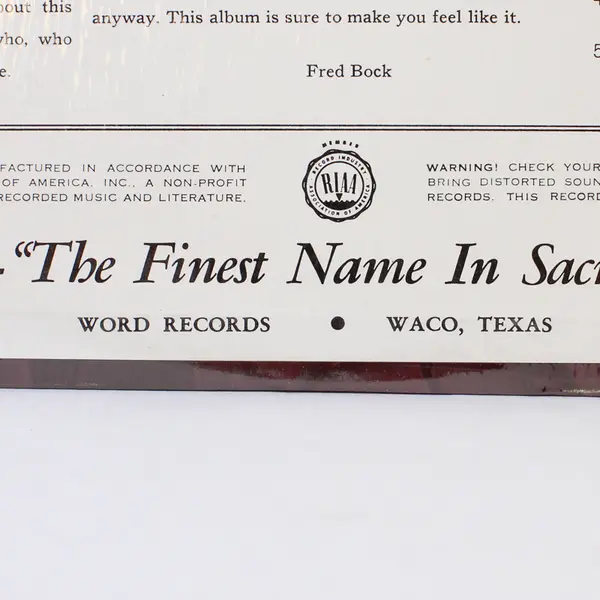 out this
anyway. This album is sure to make you feel like it.
who, who
e.
Fred Bock
5
MEMBER
RECORD INDUSTRY
RIAA
ASSOCIATION OF AMERICA
FACTURED IN ACCORDANCE WITH
OF AMERICA, INC., A NON-PROFIT
RECORDED MUSIC AND LITERATURE.
WARNING! CHECK YOUR
BRING DISTORTED SOUN
RECORDS. THIS RECORD
- "The Finest Name In Sac
WORD RECORDS ● WACO, TEXAS